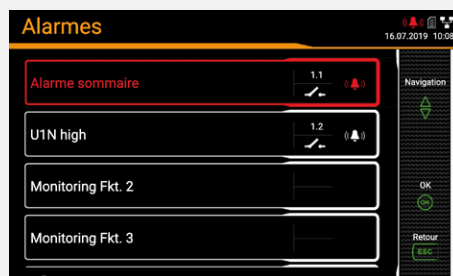 Alarmes
16.07.2019 10:08
Alarme sommaire
1.1
Navigation
U1N high
1.2
Monitoring Fkt. 2
OK
OK
Monitoring Fkt. 3
Retour
ESC